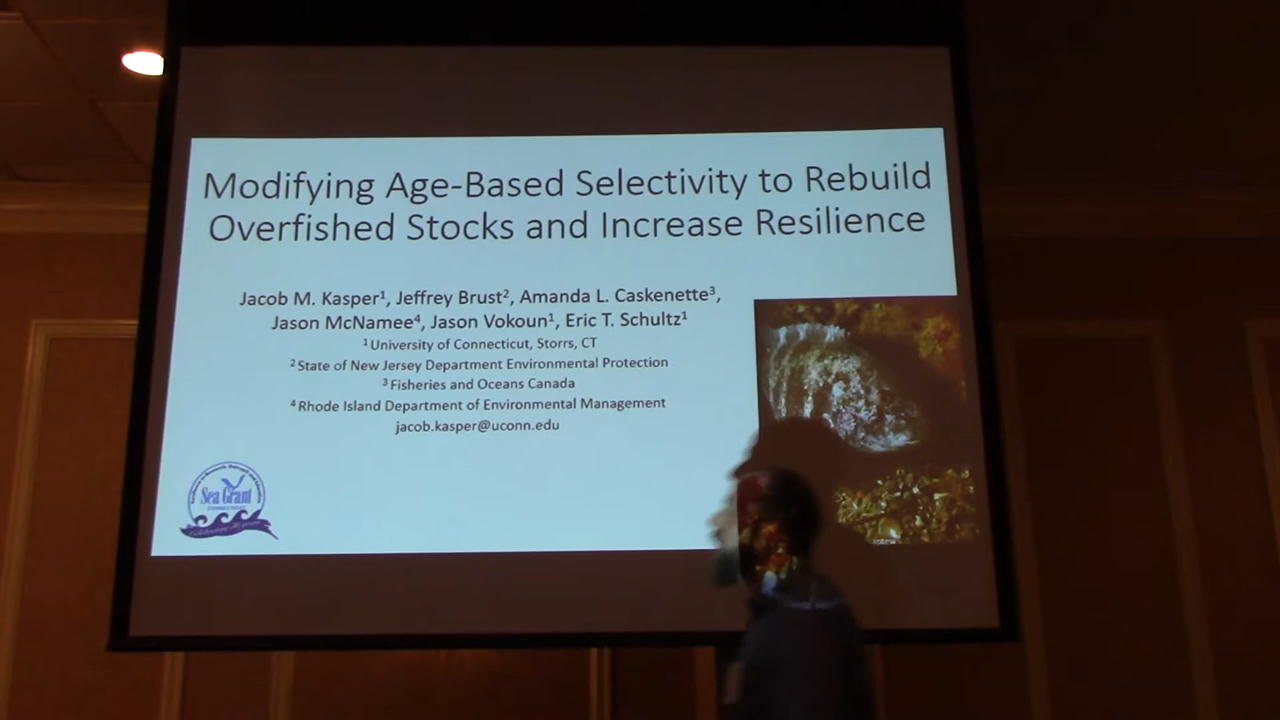 Modifying Age-Based Selectivity to Rebuild
Overfished Stocks and Increase Resilience
Jacob M. Kasper¹, Jeffrey Brust², Amanda L. Caskenette³,
Jason McNamee⁴, Jason Vokoun¹, Eric T. Schultz¹
¹ University of Connecticut, Storrs, CT
² State of New Jersey Department Environmental Protection
³ Fisheries and Oceans Canada
⁴ Rhode Island Department of Environmental Management
jacob.kasper@uconn.edu
Sea Grant
CONNECTICUT